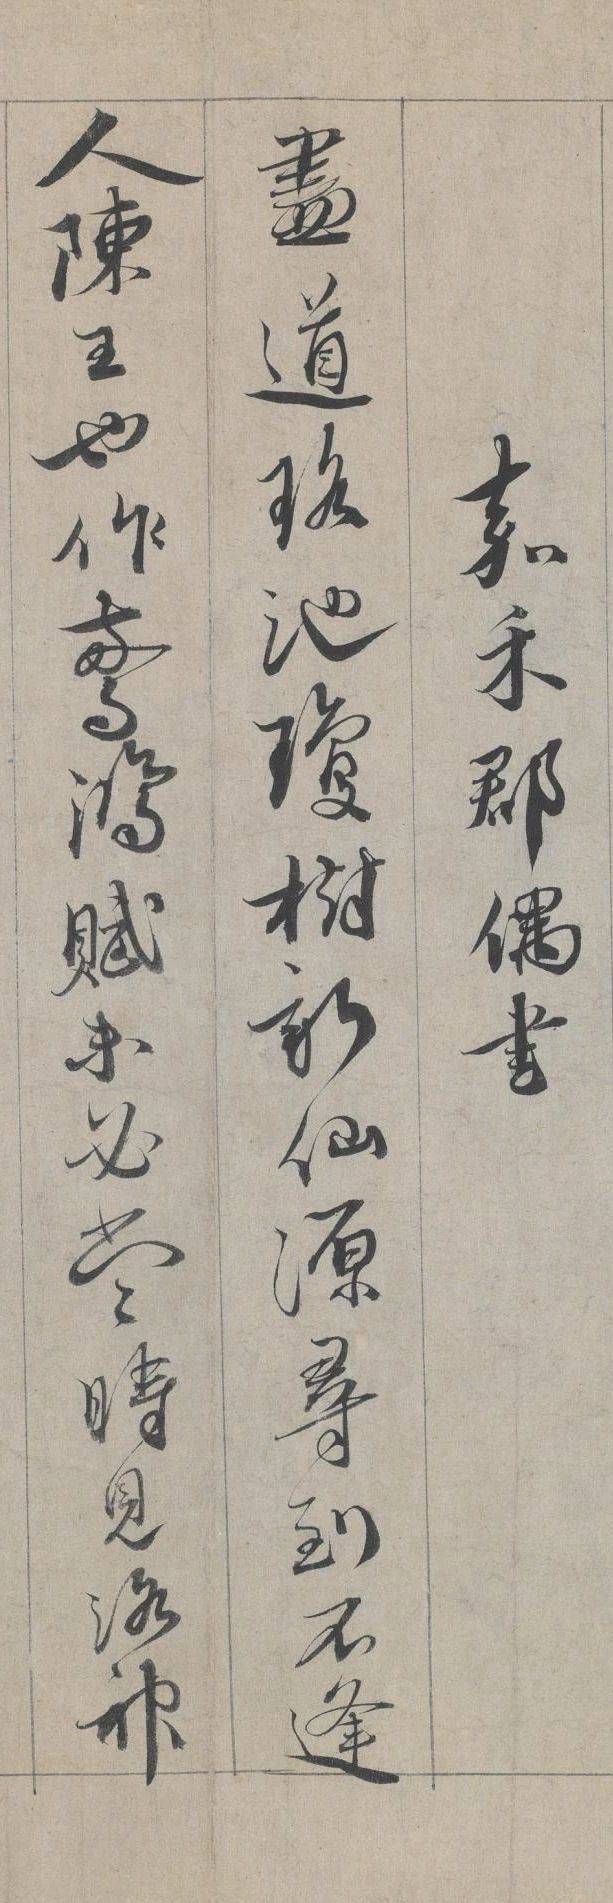 嘉禾郡偶書
盡道瑤池瓊樹新仙源尋到不逢
人陳王也作驚鴻賦未必當時見洛神